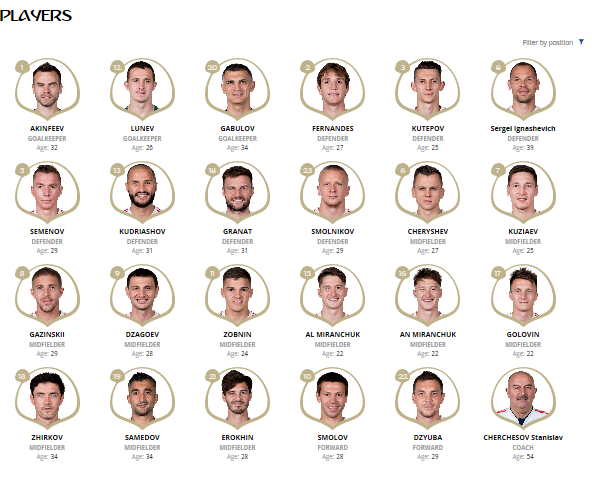 PLAYERS
Filter by position
1 12 20 2 3 6
AKINFEEV LUNEV GABULOV FERNANDES KUTEPOV Sergei Ignashevich
GOALKEEPER GOALKEEPER GOALKEEPER DEFENDER DEFENDER DEFENDER
Age: 32 Age: 26 Age: 34 Age: 27 Age: 25 Age: 39
13 14 23 6 7
SEMENOV KUDRIASHOV GRANAT SMOLNIKOV CHERYSHEV KUZIAEV
DEFENDER DEFENDER DEFENDER DEFENDER MIDFIELDER MIDFIELDER
Age: 29 Age: 31 Age: 31 Age: 29 Age: 27 Age: 25
8 9 11 15 16 17
GAZINSKII DZAGOEV ZOBNIN AL MIRANCHUK AN MIRANCHUK GOLOVIN
MIDFIELDER MIDFIELDER MIDFIELDER MIDFIELDER MIDFIELDER MIDFIELDER
Age: 29 Age: 28 Age: 24 Age: 22 Age: 22 Age: 22
18 19 21 10 22
ZHIRKOV SAMEDOV EROKHIN SMOLOV DZYUBA CHERCHESOV Stanislav
MIDFIELDER MIDFIELDER MIDFIELDER FORWARD FORWARD COACH
Age: 34 Age: 34 Age: 28 Age: 28 Age: 29 Age: 54